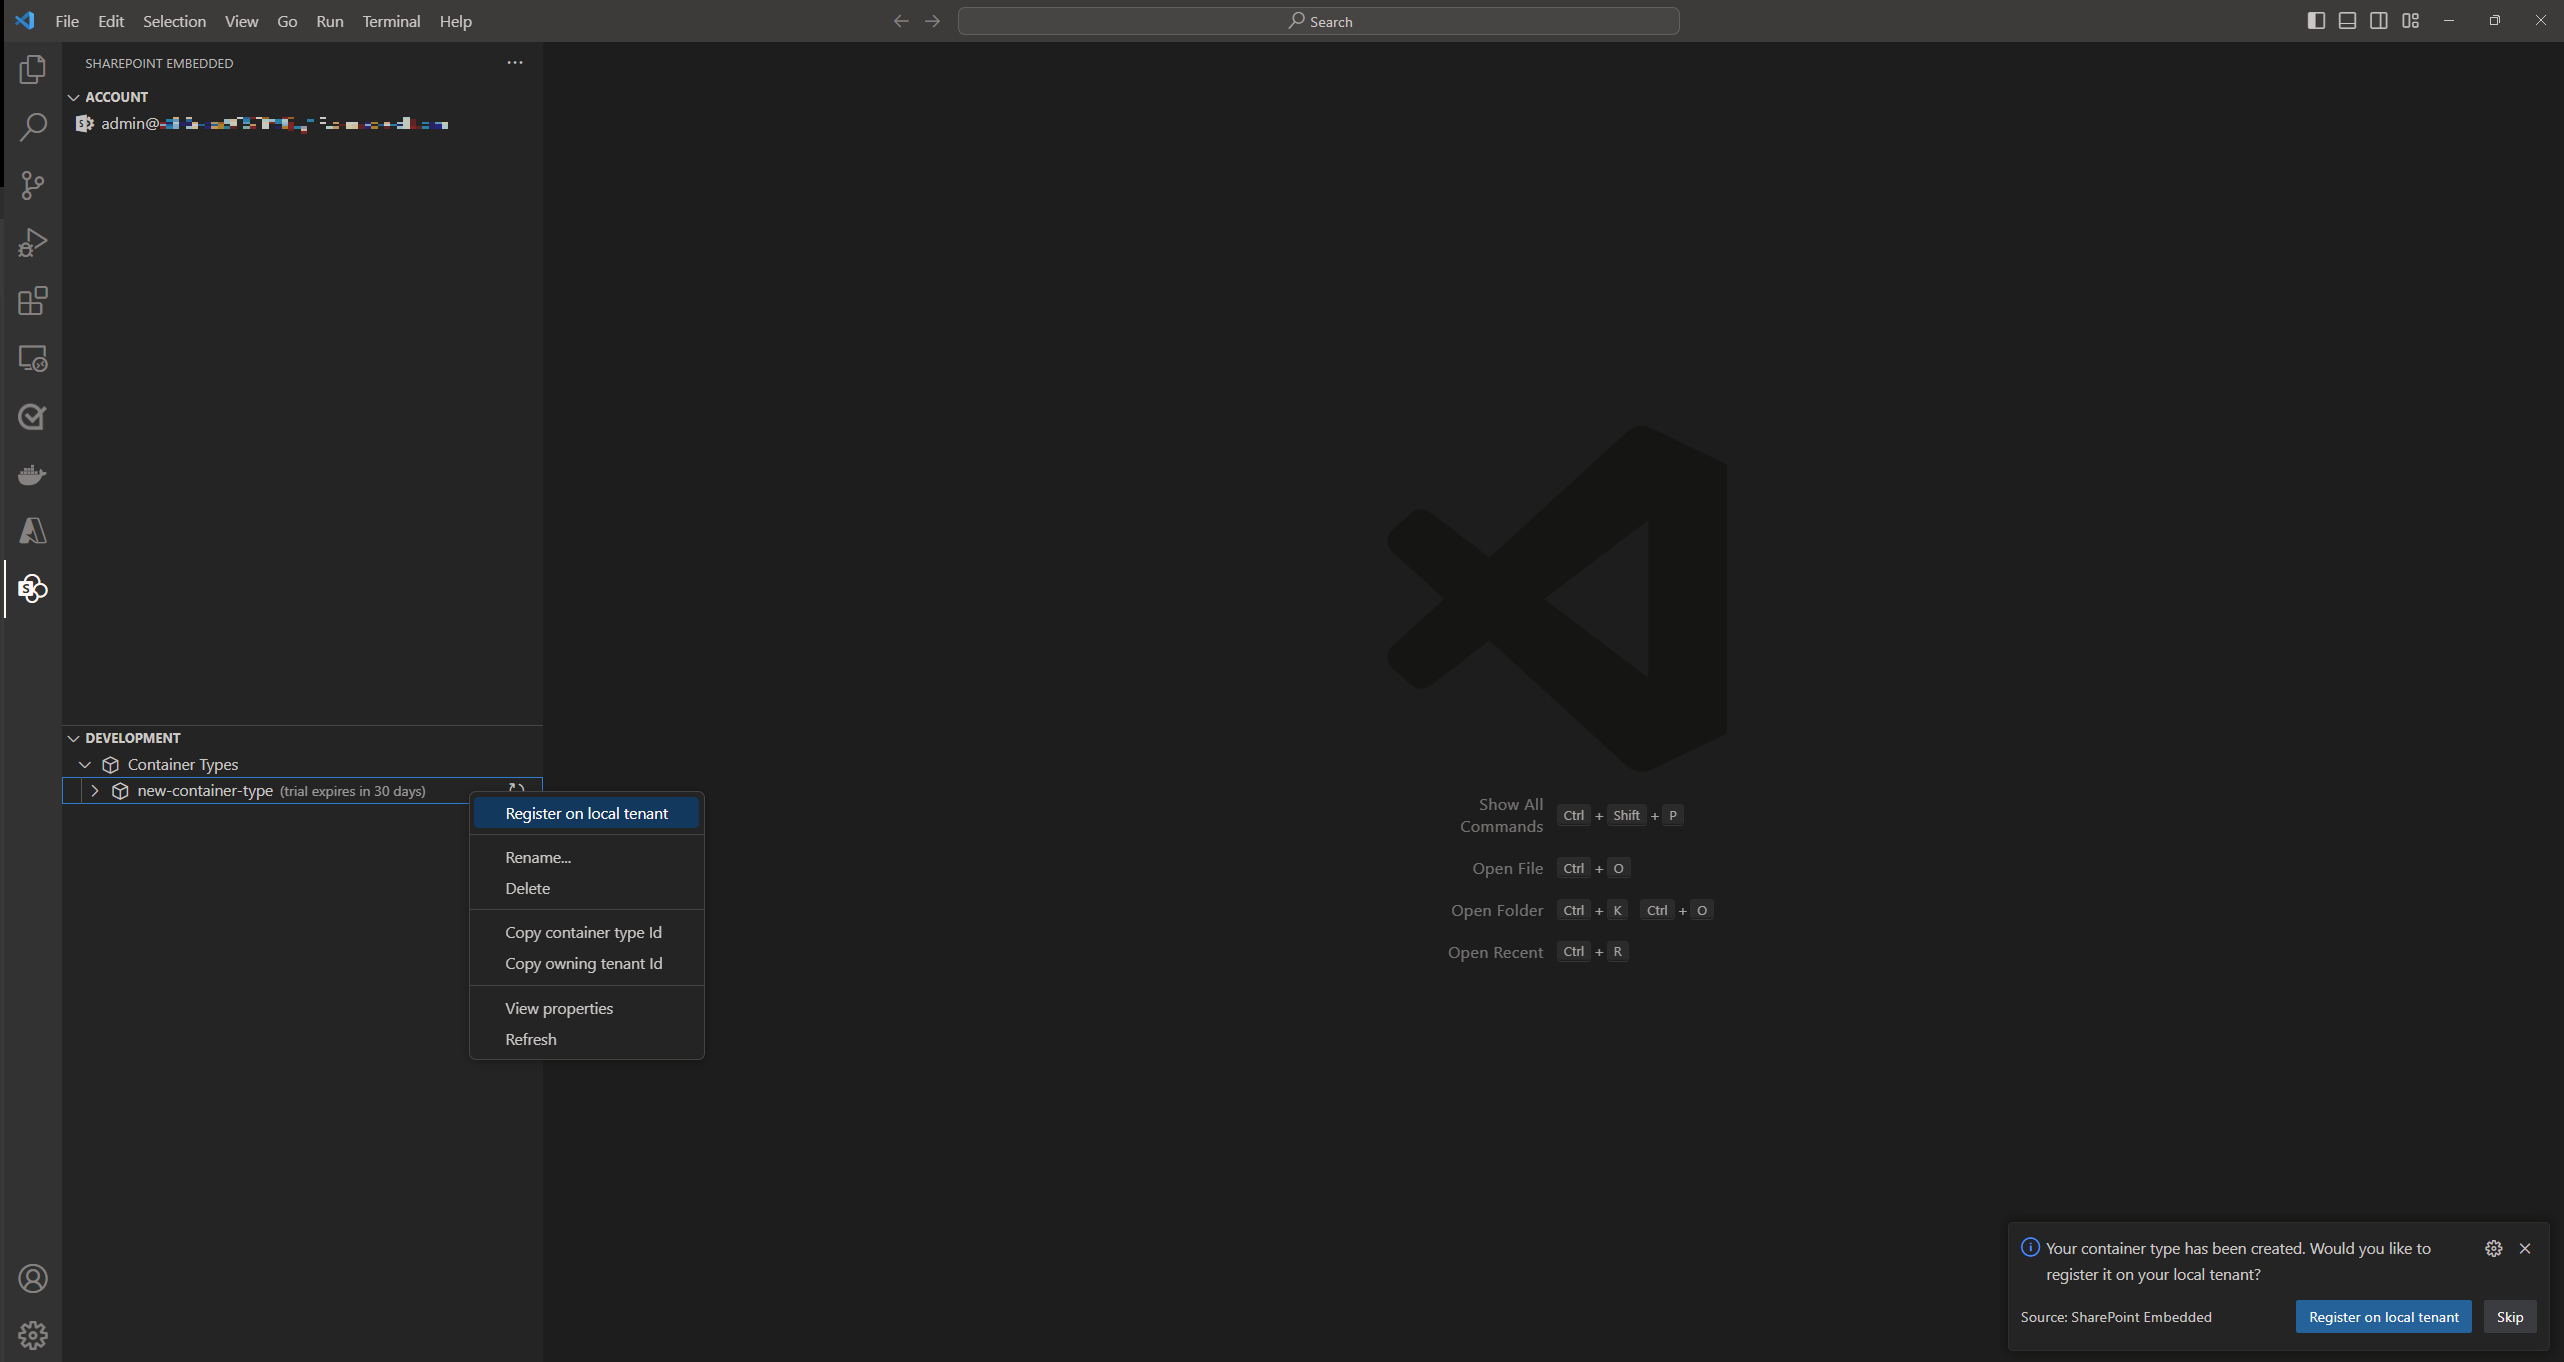 File Edit Selection View Go Run Terminal Help
Search
SHAREPOINT EMBEDDED
ACCOUNT
admin@
DEVELOPMENT
Container Types
new-container-type (trial expires in 30 days)
Register on local tenant
Rename...
Delete
Copy container type Id
Copy owning tenant Id
View properties
Refresh
Show All
Commands
Ctrl + Shift + P
Open File Ctrl + O
Open Folder Ctrl + K Ctrl + O
Open Recent Ctrl + R
Your container type has been created. Would you like to
register it on your local tenant?
Source: SharePoint Embedded
Register on local tenant
Skip